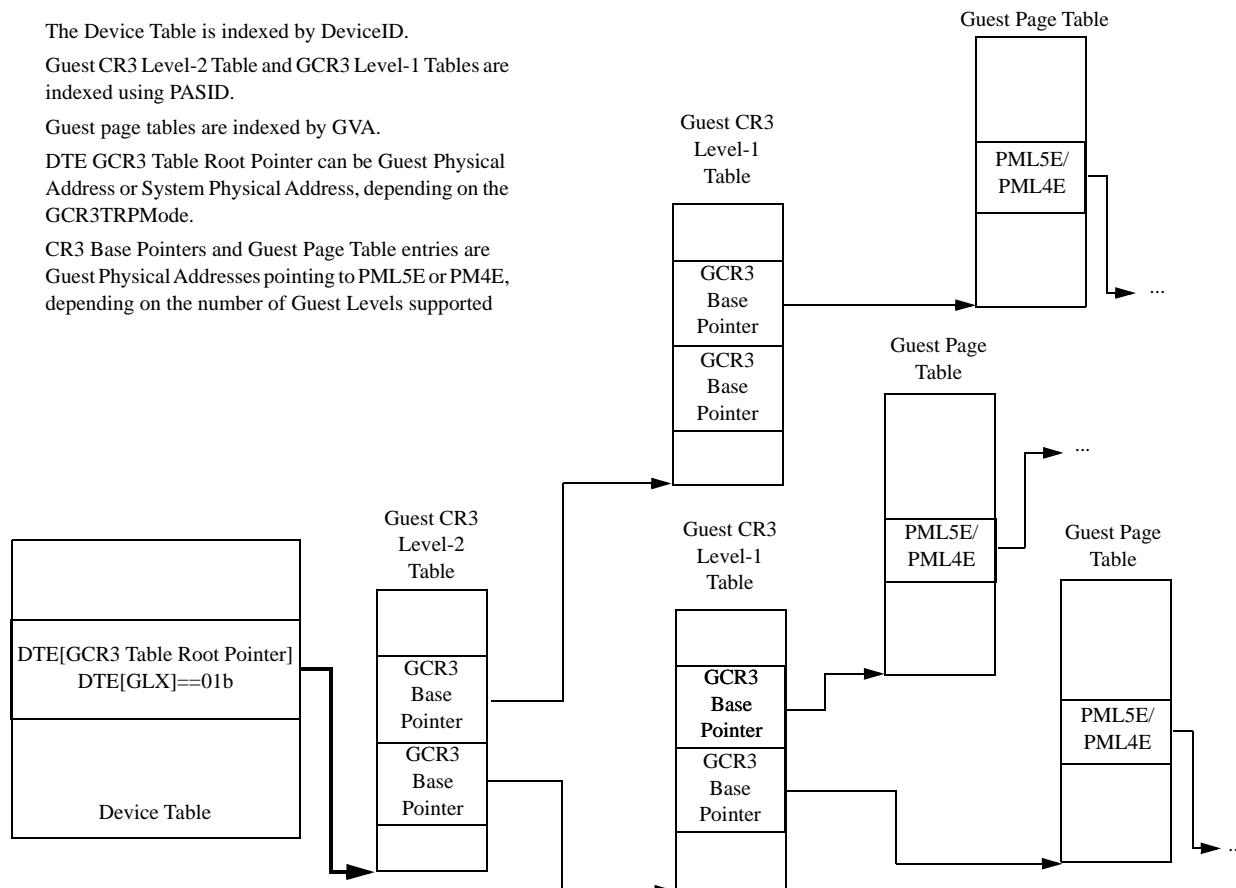 The Device Table is indexed by DeviceID.
Guest CR3 Level-2 Table and GCR3 Level-1 Tables are
indexed using PASID.
Guest page tables are indexed by GVA.
DTE GCR3 Table Root Pointer can be Guest Physical
Address or System Physical Address, depending on the
GCR3TRPMode.
CR3 Base Pointers and Guest Page Table entries are
Guest Physical Addresses pointing to PML5E or PM4E,
depending on the number of Guest Levels supported
Guest Page Table
PML5E/
PML4E
...
Guest CR3
Level-1
Table
GCR3
Base
Pointer
GCR3
Base
Pointer
Guest Page
Table
PML5E/
PML4E
...
Guest CR3
Level-2
Table
GCR3
Base
Pointer
GCR3
Base
Pointer
Guest CR3
Level-1
Table
GCR3
Base
Pointer
GCR3
Base
Pointer
Guest Page
Table
PML5E/
PML4E
...
DTE[GCR3 Table Root Pointer]
DTE[GLX]==01b
Device Table